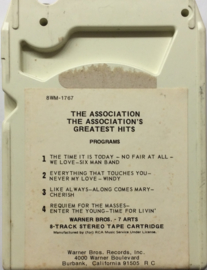 8WM-1767
THE ASSOCIATION
THE ASSOCIATION'S
GREATEST HITS
PROGRAMS
1 THE TIME IT IS TODAY - NO FAIR AT ALL -
WE LOVE-SIX MAN BAND
2 EVERYTHING THAT TOUCHES YOU-
NEVER MY LOVE-WINDY
3 LIKE ALWAYS-ALONG COMES MARY-
CHERISH
4 REQUIEM FOR THE MASSES-
ENTER THE YOUNG-TIME FOR LIVIN'
WARNER BROS. - 7 ARTS
8-TRACK STEREO TAPE CARTRIDGE
Warner Bros. Records, Inc.
4000 Warner Boulevard
Burbank, California 91505 R.C.